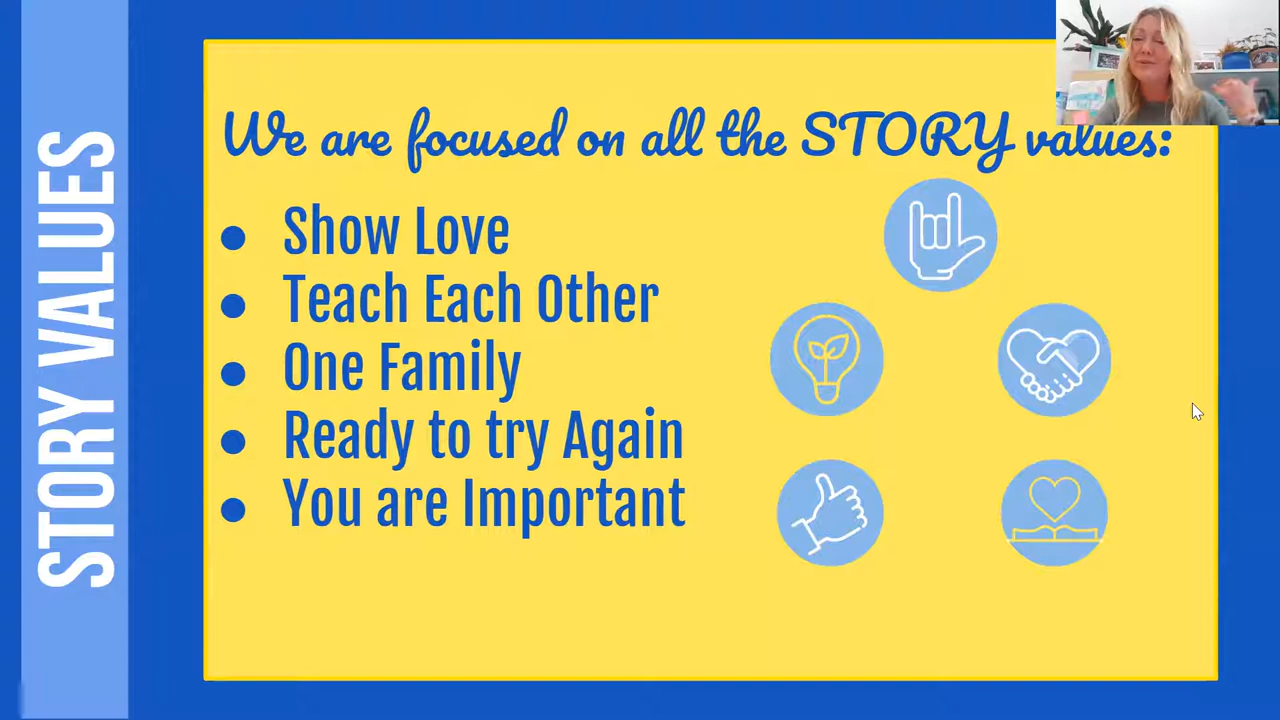 STORY VALUES
We are focused on all the STORY values:
Show Love
Teach Each Other
One Family
Ready to try Again
You are Important